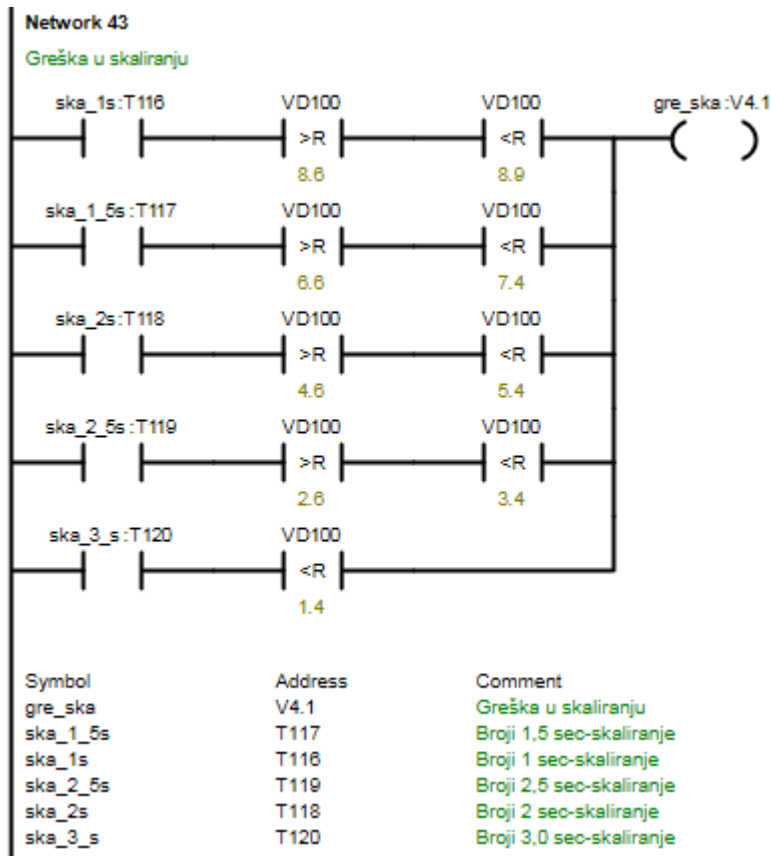 Network 43
Greška u skaliranju
ska_1s:T116 VD100 VD100 gre_ska:V4.1
>R <R
8.6 8.9
ska_1_5s:T117 VD100 VD100
>R <R
6.6 7.4
ska_2s:T118 VD100 VD100
>R <R
4.6 5.4
ska_2_5s:T119 VD100 VD100
>R <R
2.6 3.4
ska_3_s:T120 VD100
<R
1.4
Symbol Address Comment
gre_ska V4.1 Greška u skaliranju
ska_1_5s T117 Broji 1,5 sec-skaliranje
ska_1s T116 Broji 1 sec-skaliranje
ska_2_5s T119 Broji 2,5 sec-skaliranje
ska_2s T118 Broji 2 sec-skaliranje
ska_3_s T120 Broji 3,0 sec-skaliranje